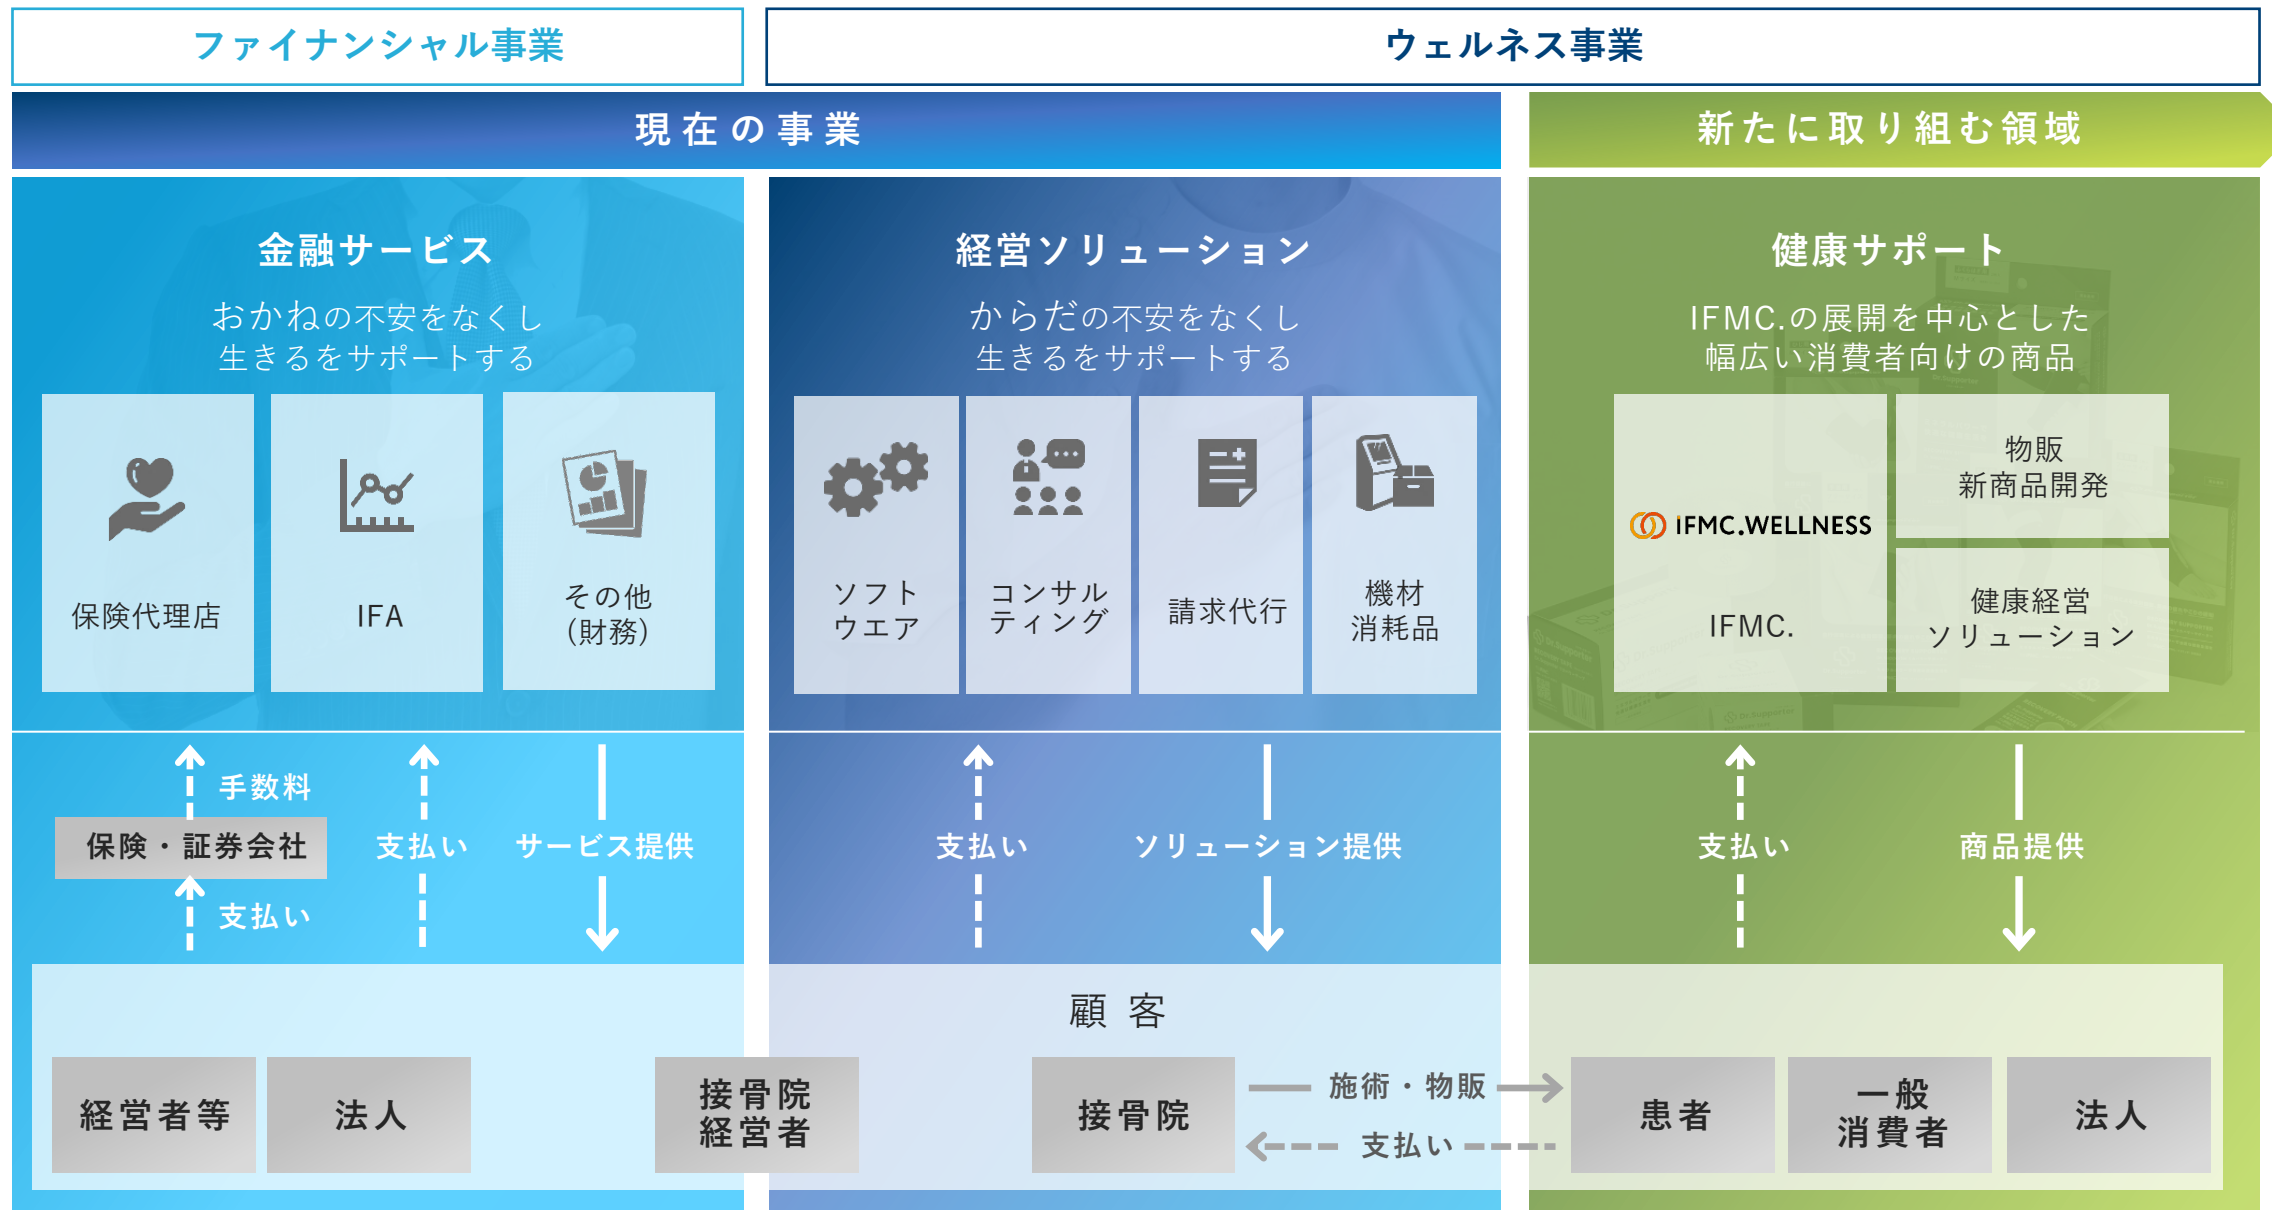 ファイナンシャル事業
ウェルネス事業
現在の事業
新たに取り組む領域
金融サービス
おかねの不安をなくし
生きるをサポートする
保険代理店
IFA
その他
(財務)
経営ソリューション
からだの不安をなくし
生きるをサポートする
ソフト
ウエア
コンサル
ティング
請求代行
機材
消耗品
健康サポート
IFMC.の展開を中心とした
幅広い消費者向けの商品
IFMC.WELLNESS
IFMC.
物販
新商品開発
健康経営
ソリューション
手数料
保険・証券会社
支払い
支払い
サービス提供
支払い
ソリューション提供
支払い
商品提供
顧客
経営者等
法人
接骨院
経営者
接骨院
施術・物販
支払い
患者
一般
消費者
法人